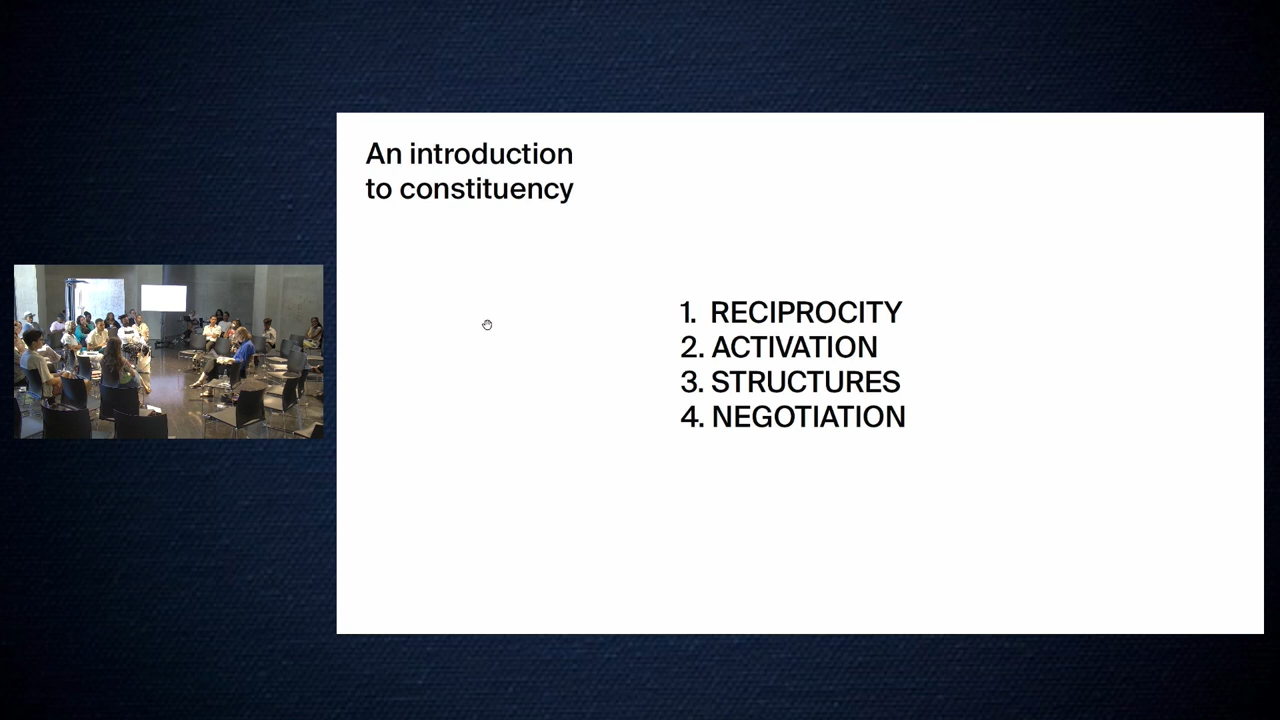 An introduction
to constituency
1. RECIPROCITY
2. ACTIVATION
3. STRUCTURES
4. NEGOTIATION